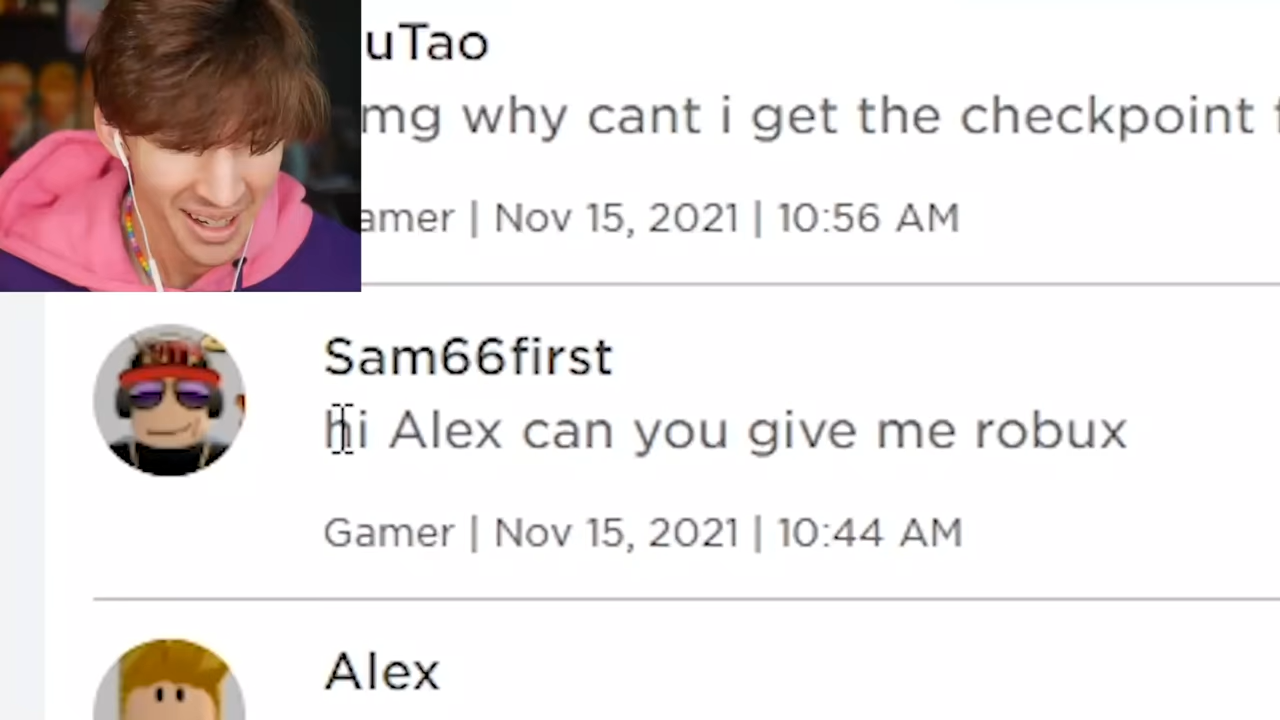 uTao
mg why cant i get the checkpoint
amer | Nov 15, 2021 | 10:56 AM
Sam66first
hi Alex can you give me robux
Gamer | Nov 15, 2021 | 10:44 AM
Alex